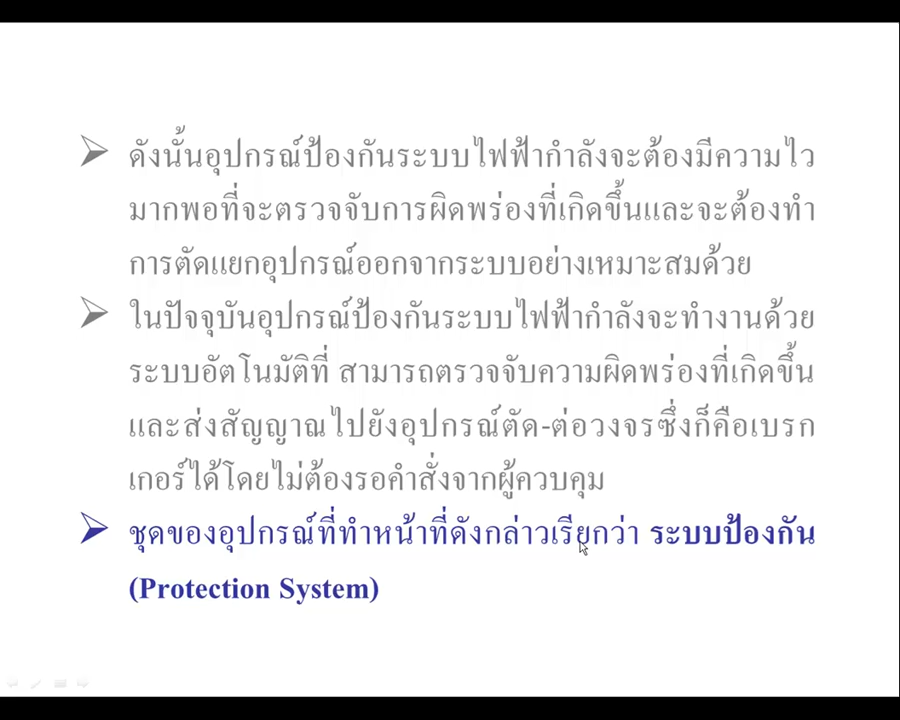 ดังนั้นอุปกรณ์ป้องกันระบบไฟฟ้ากำลังจะต้องมีความไว
มากพอที่จะตรวจจับการผิดพร่องที่เกิดขึ้นและจะต้องทำ
การตัดแยกอุปกรณ์ออกจากระบบอย่างเหมาะสมด้วย
ในปัจจุบันอุปกรณ์ป้องกันระบบไฟฟ้ากำลังจะทำงานด้วย
ระบบอัตโนมัติที่ สามารถตรวจจับความผิดพร่องที่เกิดขึ้น
และส่งสัญญาณไปยังอุปกรณ์ตัด-ต่อวงจรซึ่งก็คือเบรก
เกอร์ได้โดยไม่ต้องรอคำสั่งจากผู้ควบคุม
ชุดของอุปกรณ์ที่ทำหน้าที่ดังกล่าวเรียกว่า ระบบป้องกัน
(Protection System)